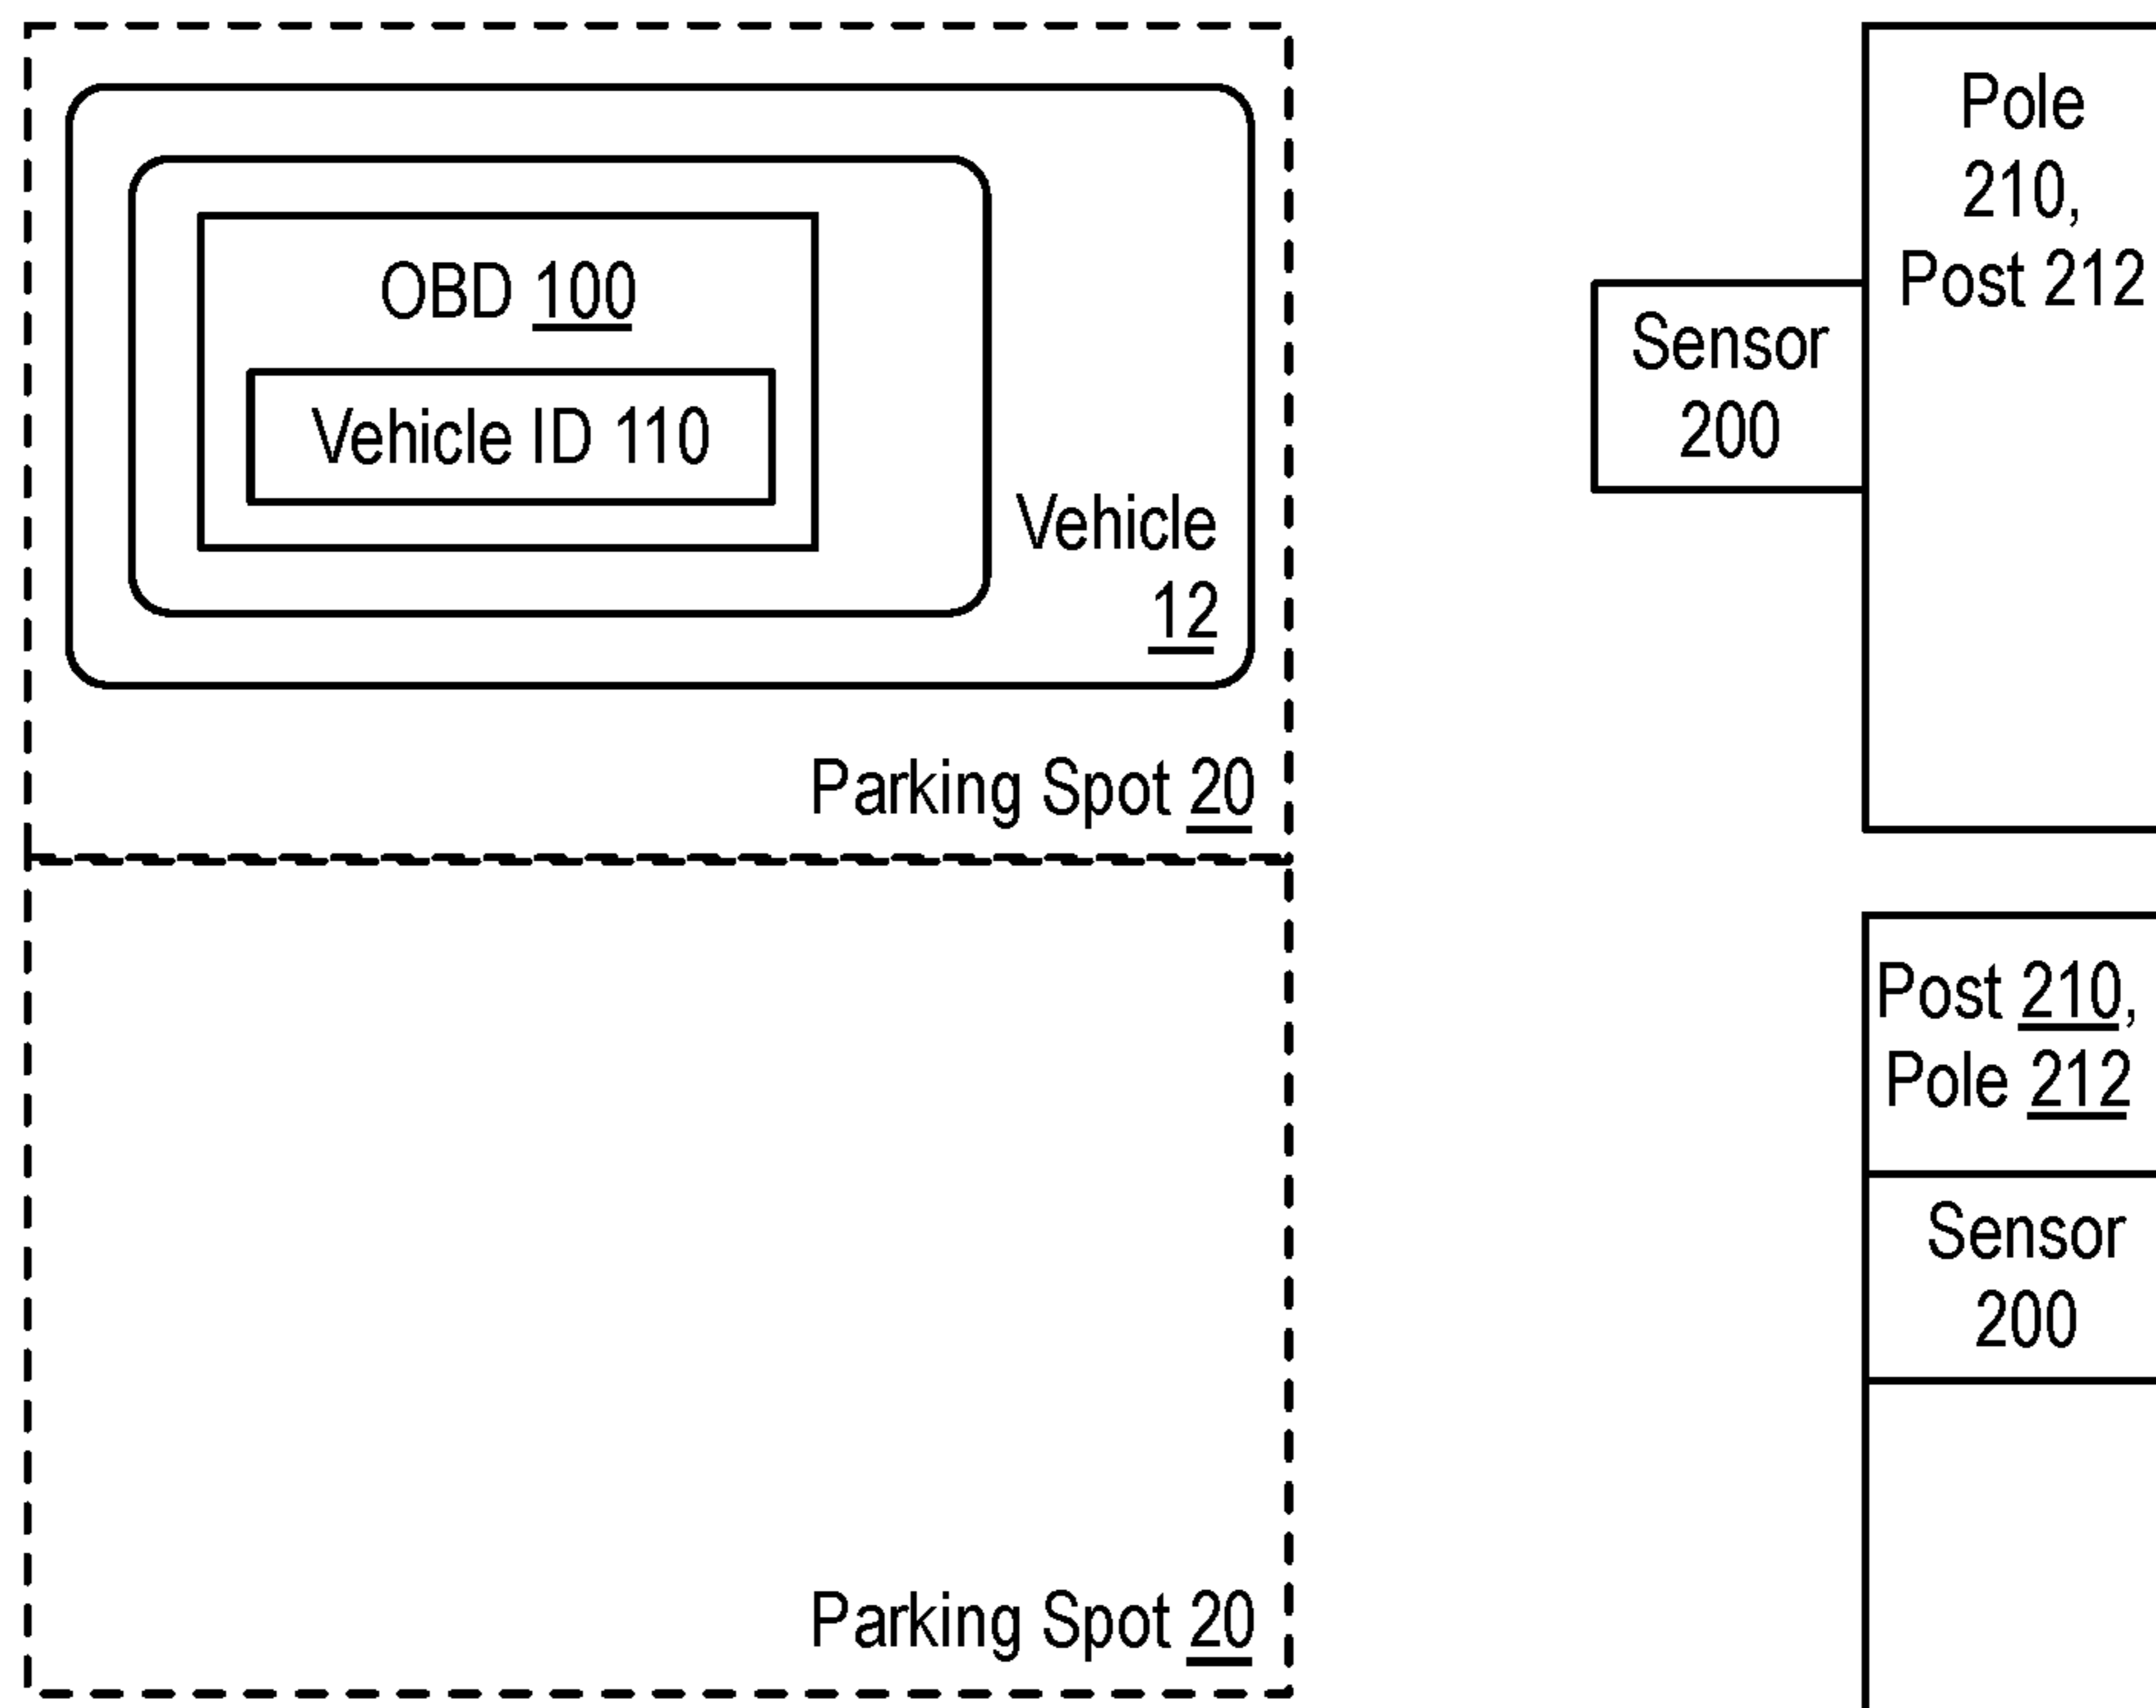 OBD 100
Vehicle ID 110
Vehicle
12
Parking Spot 20
Parking Spot 20
Sensor
200
Pole
210,
Post 212
Post 210,
Pole 212
Sensor
200